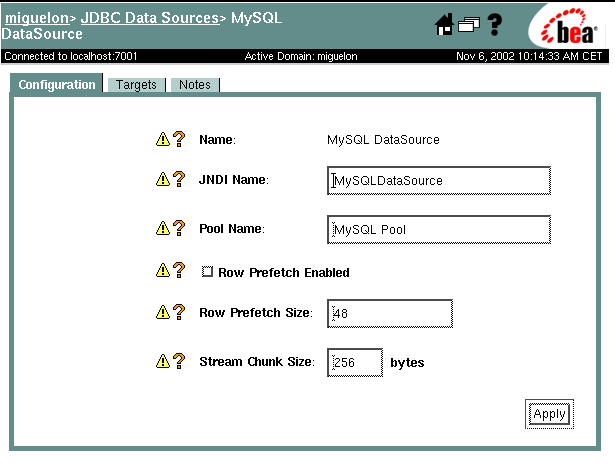 miguelon> JDBC Data Sources> MySQL
DataSource
?
bea
Connected to localhost:7001 Active Domain: miguelon Nov 6, 2002 10:14:33 AM CET
Configuration Targets Notes
! ? Name: MySQL DataSource
! ? JNDI Name: MySQLDataSource
! ? Pool Name: MySQL Pool
! ? Row Prefetch Enabled
! ? Row Prefetch Size: 48
! ? Stream Chunk Size: 256 bytes
Apply